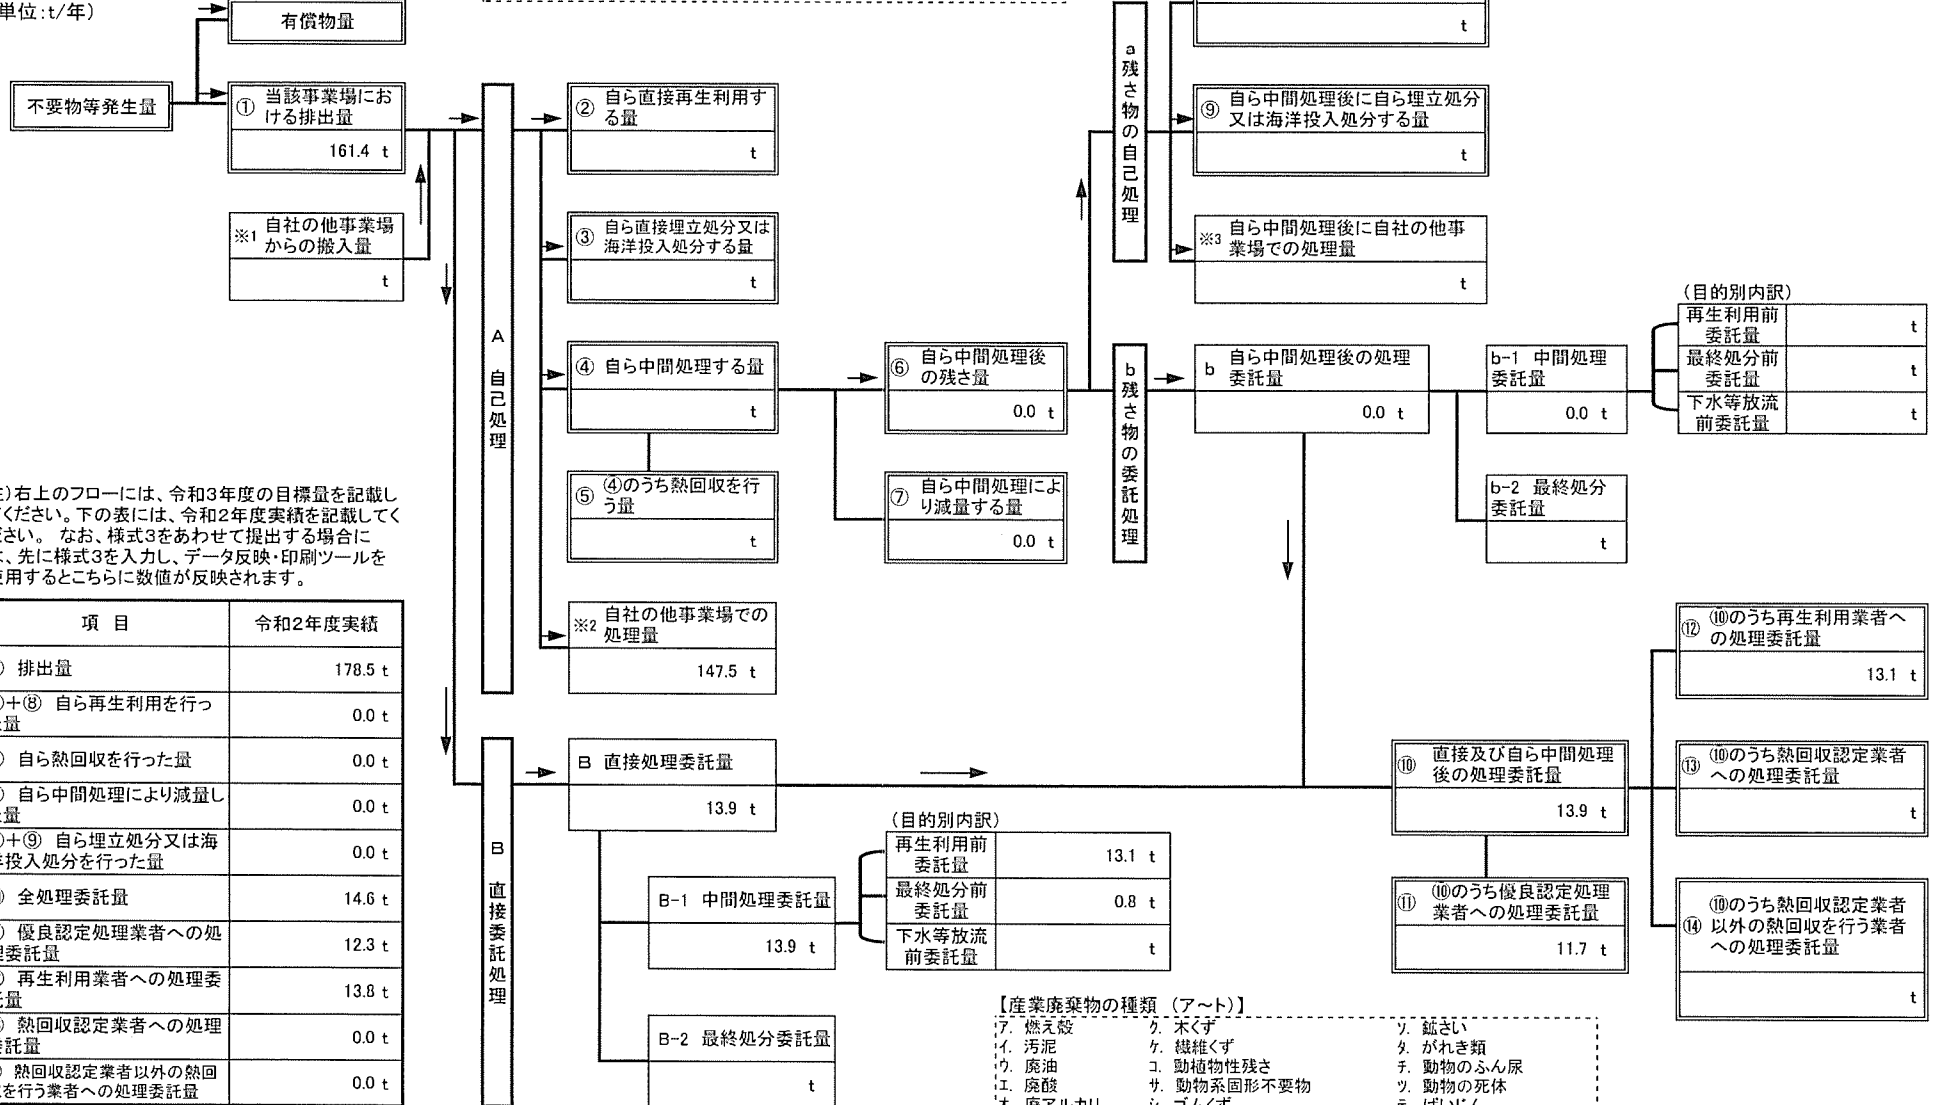 単位:t/年)
有償物量
不要物等発生量
① 当該事業場にお
ける排出量
161.4 t
※1 自社の他事業場
からの搬入量
t
A 自己処理
② 自ら直接再生利用す
る量
t
③ 自ら直接埋立処分又は
海洋投入処分する量
t
④ 自ら中間処理する量
t
⑤ ④のうち熱回収を行
う量
t
※2 自社の他事業場での
処理量
147.5 t
⑥ 自ら中間処理後
の残さ量
0.0 t
⑦ 自ら中間処理によ
り減量する量
0.0 t
a 残さ物の自己処理
t
⑨ 自ら中間処理後に自ら埋立処分
又は海洋投入処分する量
t
※3 自ら中間処理後に自社の他事
業場での処理量
t
b 残さ物の委託処理
b 自ら中間処理後の処理
委託量
0.0 t
b-1 中間処理
委託量
0.0 t
b-2 最終処分
委託量
t
(目的別内訳)
再生利用前
委託量
t
最終処分前
委託量
t
下水等放流
前委託量
t
)右上のフローには、令和3年度の目標量を記載し
ください。下の表には、令和2年度実績を記載してく
さい。 なお、様式3をあわせて提出する場合に
、先に様式3を入力し、データ反映・印刷ツールを
用するとこちらに数値が反映されます。
項 目 令和2年度実績
) 排出量 178.5 t
)+⑧ 自ら再生利用を行っ
量 0.0 t
) 自ら熱回収を行った量 0.0 t
) 自ら中間処理により減量し
量 0.0 t
)+⑨ 自ら埋立処分又は海
投入処分を行った量 0.0 t
) 全処理委託量 14.6 t
) 優良認定処理業者への処
委託量 12.3 t
) 再生利用業者への処理委
量 13.8 t
) 熱回収認定業者への処理
託量 0.0 t
) 熱回収認定業者以外の熱回
を行う業者への処理委託量 0.0 t
B 直接委託処理
B 直接処理委託量
13.9 t
B-1 中間処理委託量
13.9 t
B-2 最終処分委託量
t
(目的別内訳)
再生利用前
委託量
13.1 t
最終処分前
委託量
0.8 t
下水等放流
前委託量
t
⑩ 直接及び自ら中間処理
後の処理委託量
13.9 t
⑪ ⑩のうち優良認定処理
業者への処理委託量
11.7 t
⑫ ⑩のうち再生利用業者へ
の処理委託量
13.1 t
⑬ ⑩のうち熱回収認定業者
への処理委託量
t
⑭ ⑩のうち熱回収認定業者
以外の熱回収を行う業者
への処理委託量
t
【産業廃棄物の種類 (ア~ト)】
ア. 燃え殻 ク. 木くず ソ. 鉱さい
イ. 汚泥 ケ. 繊維くず タ. がれき類
ウ. 廃油 コ. 動植物性残さ チ. 動物のふん尿
エ. 廃酸 サ. 動物系固形不要物 ツ. 動物の死体
オ. 廃アルカリ シ. ゴムくず テ. ばいじん